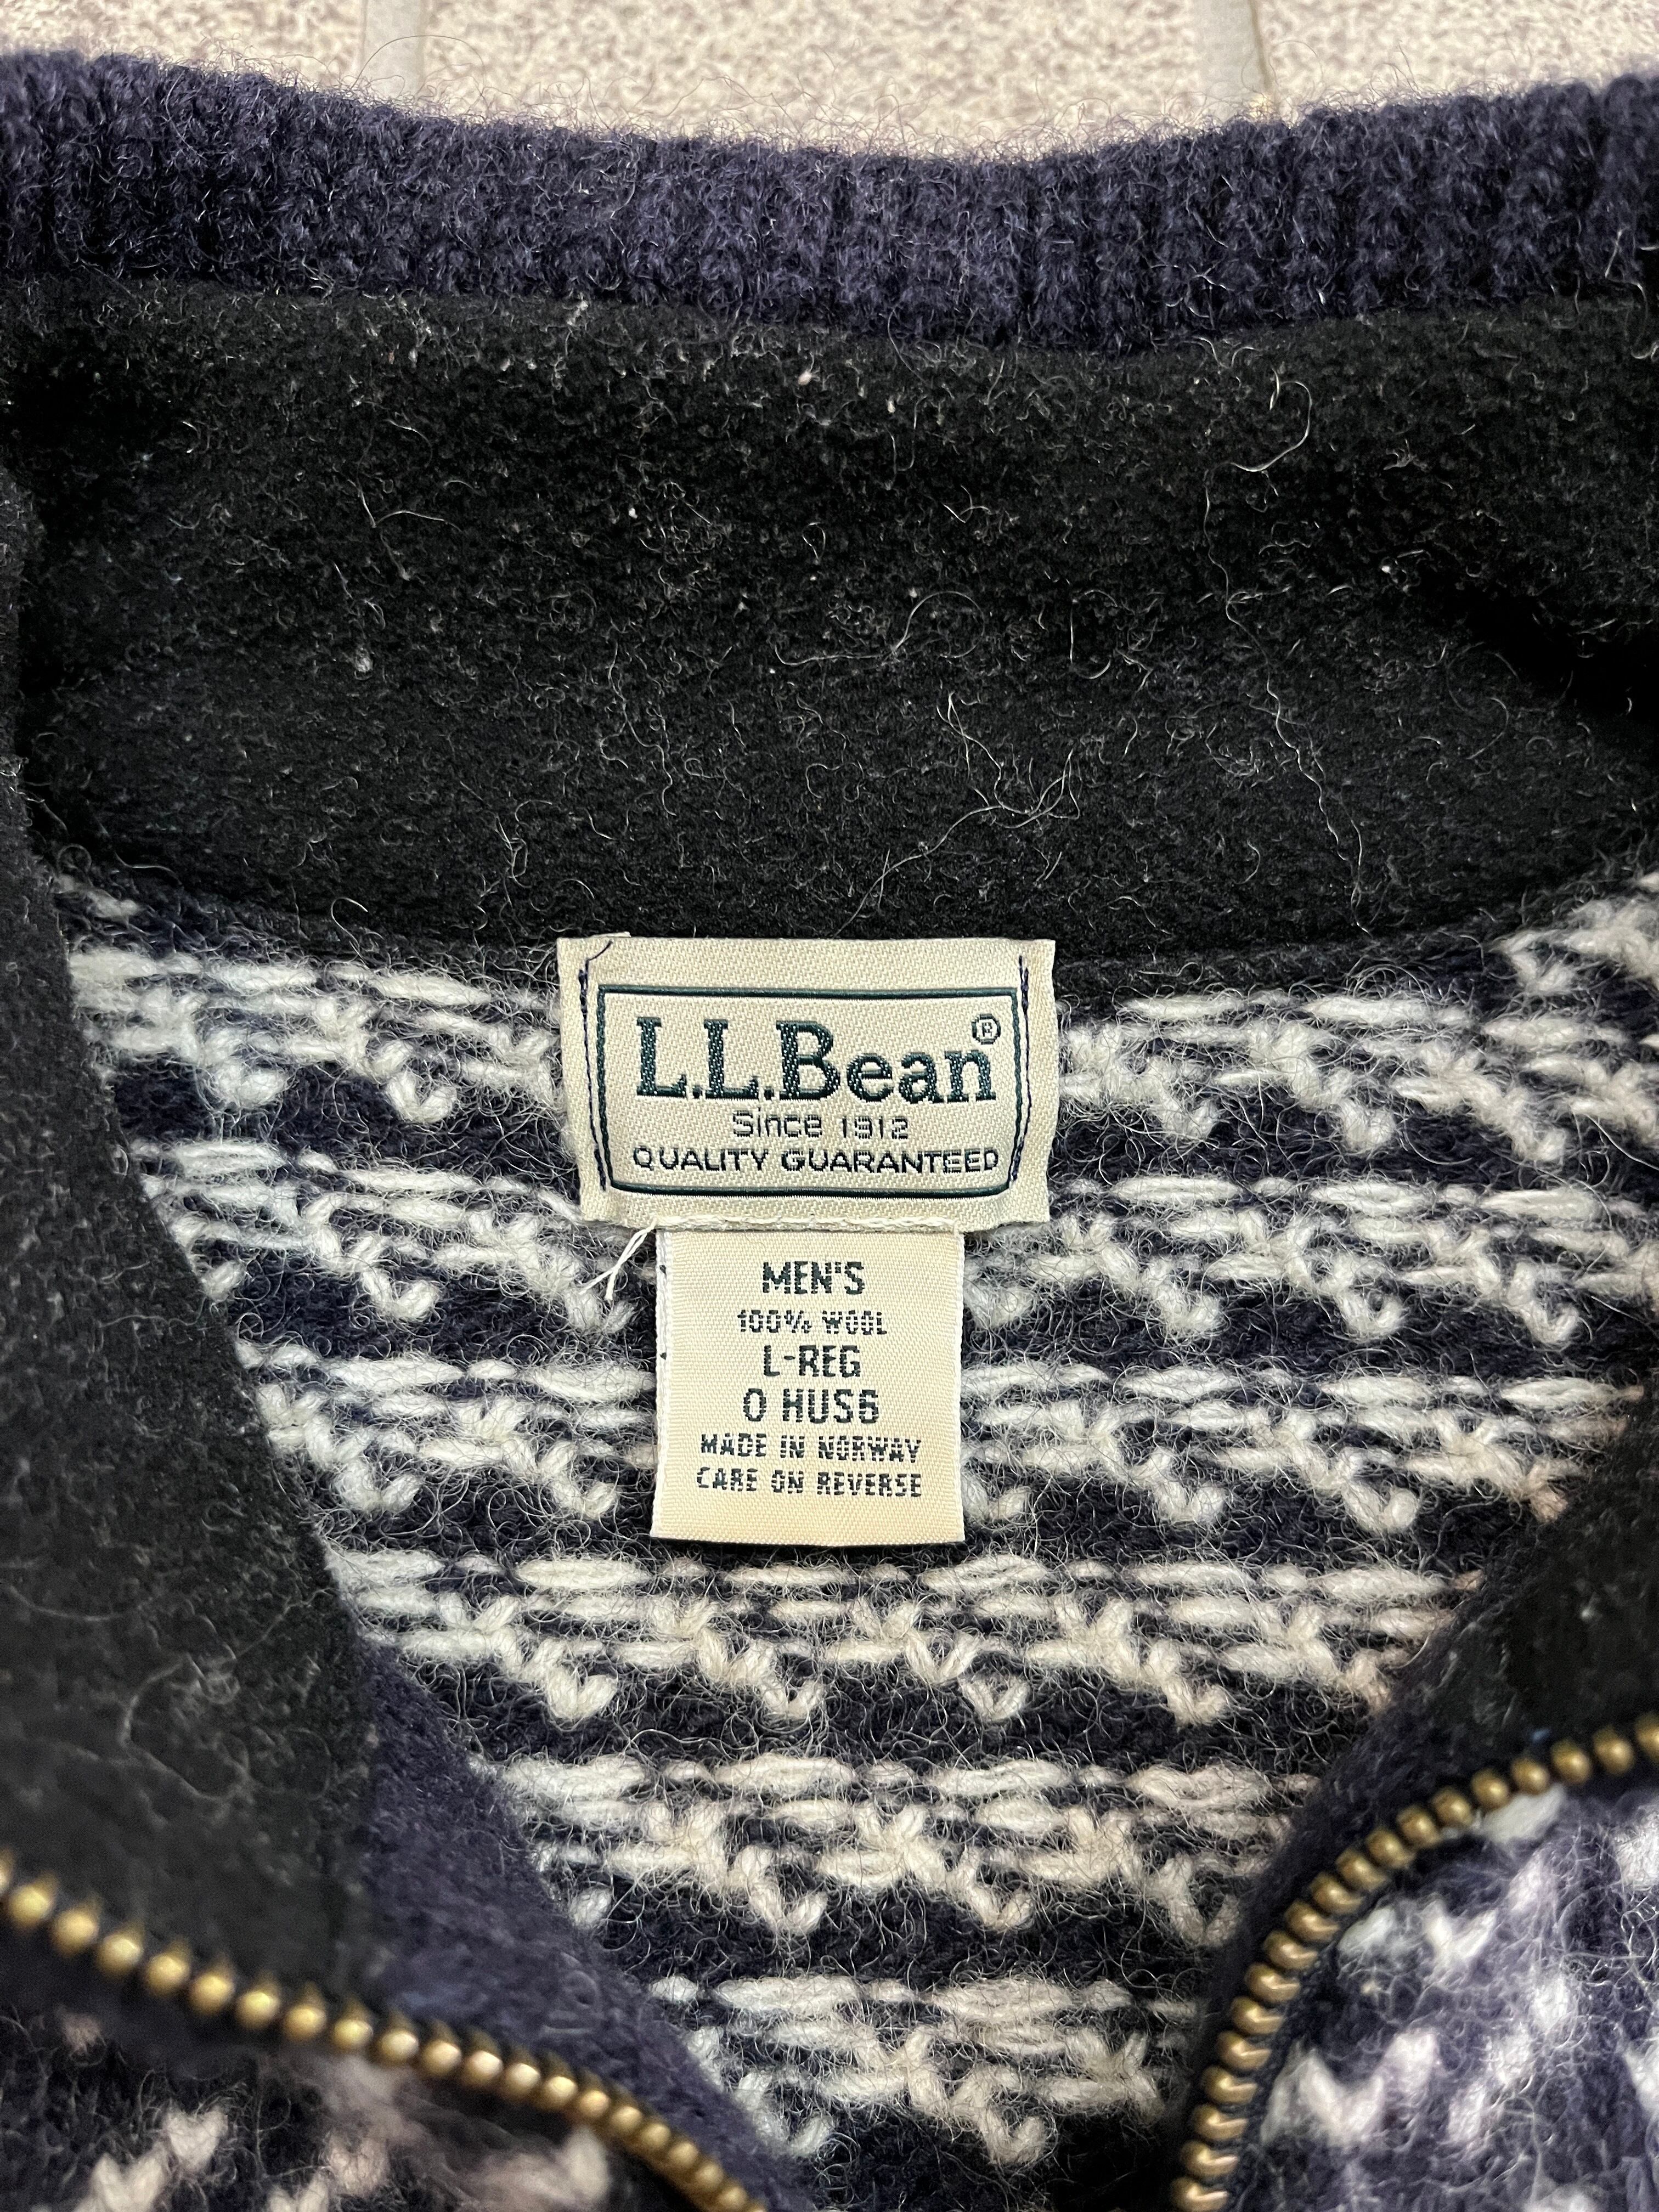 L.L.Bean®
Since 1912
QUALITY GUARANTEED
MEN'S
100% WOOL
L-REG
0 HUS6
MADE IN NORWAY
CARE ON REVERSE